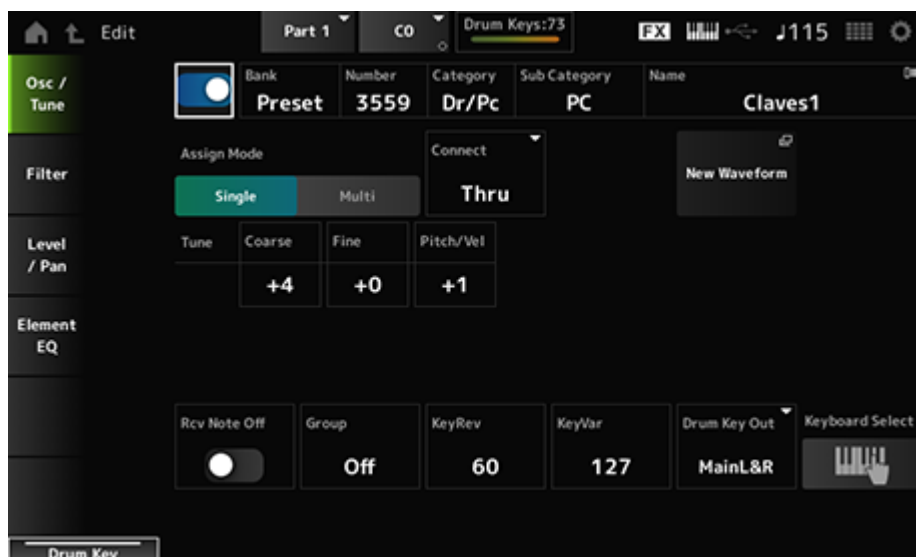 Edit
Part 1
C0
Drum Keys:73
FX
♩115
Osc /
Tune
Filter
Level
/ Pan
Element
EQ
Bank
Preset
Number
3559
Category
Dr/Pc
Sub Category
PC
Name
Claves1
Assign Mode
Single
Multi
Connect
Thru
New Waveform
Tune
Coarse
+4
Fine
+0
Pitch/Vel
+1
Rcv Note Off
Group
Off
KeyRev
60
KeyVar
127
Drum Key Out
MainL&R
Keyboard Select
Drum Key